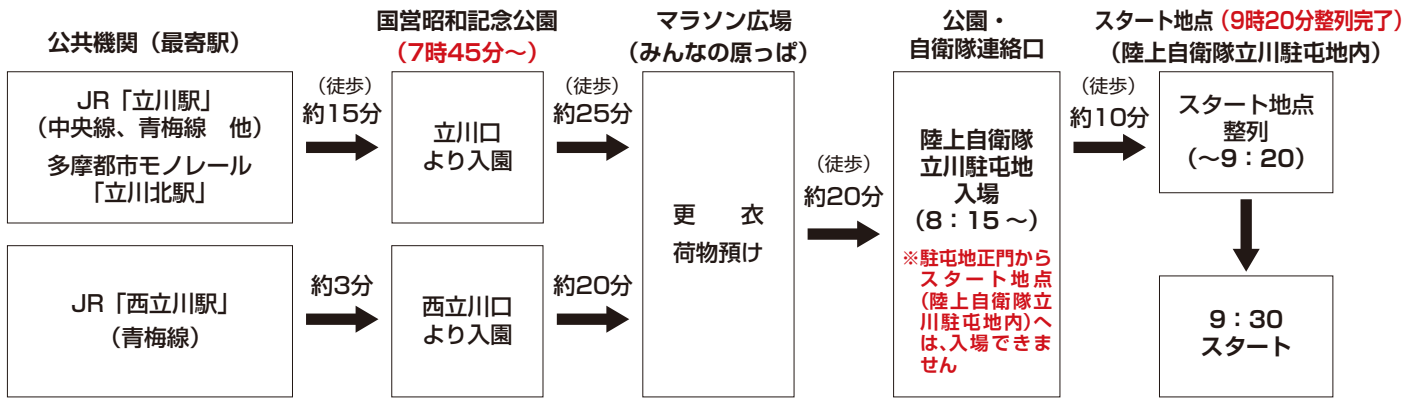 公共機関（最寄駅）
JR「立川駅」
（中央線、青梅線　他）
多摩都市モノレール
「立川北駅」
JR「西立川駅」
（青梅線）
（徒歩）
約15分
約3分
国営昭和記念公園
（7時45分～）
立川口
より入園
西立川口
より入園
（徒歩）
約25分
約20分
マラソン広場
（みんなの原っぱ）
更　　衣
荷物預け
（徒歩）
約20分
公園・
自衛隊連絡口
陸上自衛隊
立川駐屯地
入場
（8：15～）
※駐屯地正門から
スタート地点
（陸上自衛隊立
川駐屯地内）へ
は、入場できま
せん
（徒歩）
約10分
スタート地点（9時20分整列完了）
（陸上自衛隊立川駐屯地内）
スタート地点
整列
（～9：20）
9：30
スタート